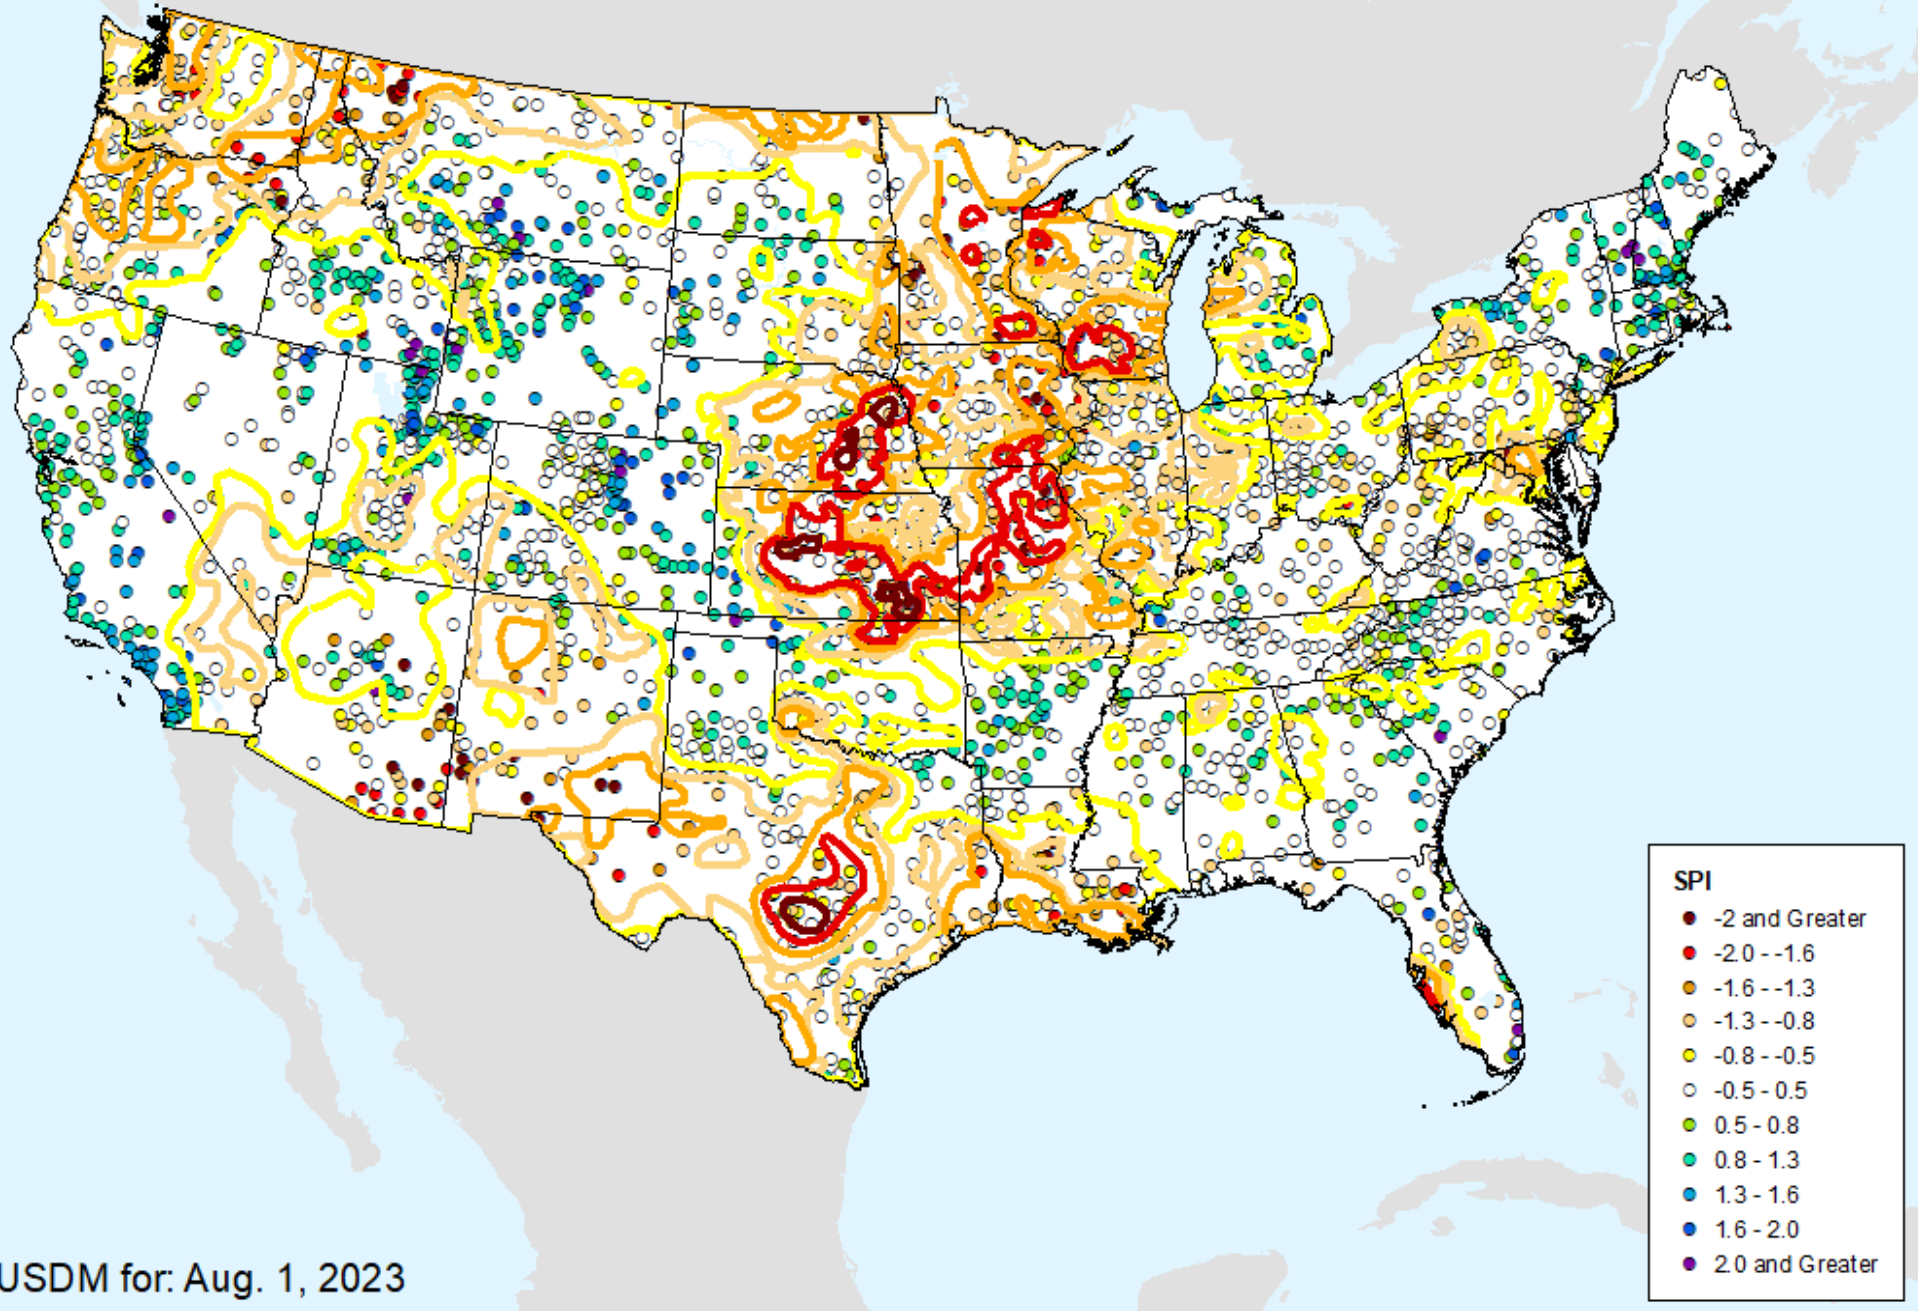 SPI
-2 and Greater
-2.0 - -1.6
-1.6 - -1.3
-1.3 - -0.8
-0.8 - -0.5
-0.5 - 0.5
0.5 - 0.8
0.8 - 1.3
1.3 - 1.6
1.6 - 2.0
2.0 and Greater
USDM for: Aug. 1, 2023